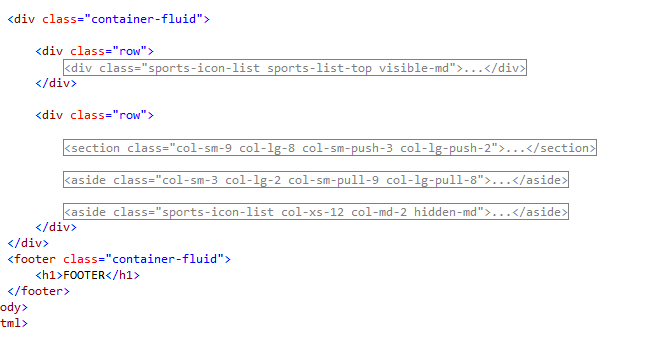 <div class="container-fluid">
<div class="row">
<div class="sports-icon-list sports-list-top visible-md">...</div>
</div>
<div class="row">
<section class="col-sm-9 col-lg-8 col-sm-push-3 col-lg-push-2">...</section>
<aside class="col-sm-3 col-lg-2 col-sm-pull-9 col-lg-pull-8">...</aside>
<aside class="sports-icon-list col-xs-12 col-md-2 hidden-md">...</aside>
</div>
</div>
<footer class="container-fluid">
<h1>FOOTER</h1>
</footer>
ody>
tml>